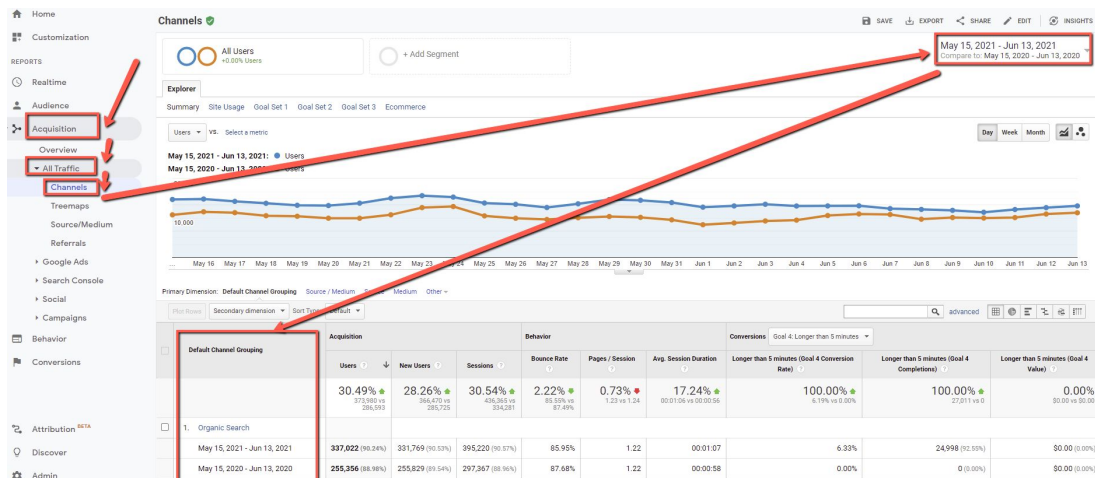 Home
Customization
REPORTS
Realtime
Audience
Acquisition
Overview
All Traffic
Channels
Treemaps
Source/Medium
Referrals
Google Ads
Search Console
Social
Campaigns
Behavior
Conversions
Attribution BETA
Discover
Admin
Channels
SAVE EXPORT SHARE EDIT INSIGHTS
All Users
+0.00% Users
+ Add Segment
May 15, 2021 - Jun 13, 2021
Compare to: May 15, 2020 - Jun 13, 2020
Explorer
Summary Site Usage Goal Set 1 Goal Set 2 Goal Set 3 Ecommerce
Users VS. Select a metric
Day Week Month
May 15, 2021 - Jun 13, 2021: Users
May 15, 2020 - Jun 13, Users
10,000
... May 16 May 17 May 18 May 19 May 20 May 21 May 22 May 23 May 24 May 25 May 26 May 27 May 28 May 29 May 30 May 31 Jun 1 Jun 2 Jun 3 Jun 4 Jun 5 Jun 6 Jun 7 Jun 8 Jun 9 Jun 10 Jun 11 Jun 12 Jun 13
Primary Dimension: Default Channel Grouping Source / Medium Medium Other
Plot Rows Secondary dimension Sort Type: Default advanced
Default Channel Grouping
Acquisition Behavior Conversions Goal 4: Longer than 5 minutes
Users New Users Sessions Bounce Rate Pages / Session Avg. Session Duration Longer than 5 minutes (Goal 4 Conversion Rate) Longer than 5 minutes (Goal 4 Completions) Longer than 5 minutes (Goal 4 Value)
30.49% 28.26% 30.54% 2.22% 0.73% 17.24% 100.00% 100.00% 0.00%
373,980 vs 286,593 366,470 vs 285,725 436,365 vs 334,281 85.55% vs 87.49% 1.23 vs 1.24 00:01:06 vs 00:00:56 6.19% vs 0.00% 27,011 vs 0 $0.00 vs $0.00
1. Organic Search
May 15, 2021 - Jun 13, 2021 337,022 (90.24%) 331,769 (90.53%) 395,220 (90.57%) 85.95% 1.22 00:01:07 6.33% 24,998 (92.55%) $0.00 (0.00%)
May 15, 2020 - Jun 13, 2020 255,356 (88.98%) 255,829 (89.54%) 297,367 (88.96%) 87.68% 1.22 00:00:58 0.00% 0 (0.00%) $0.00 (0.00%)